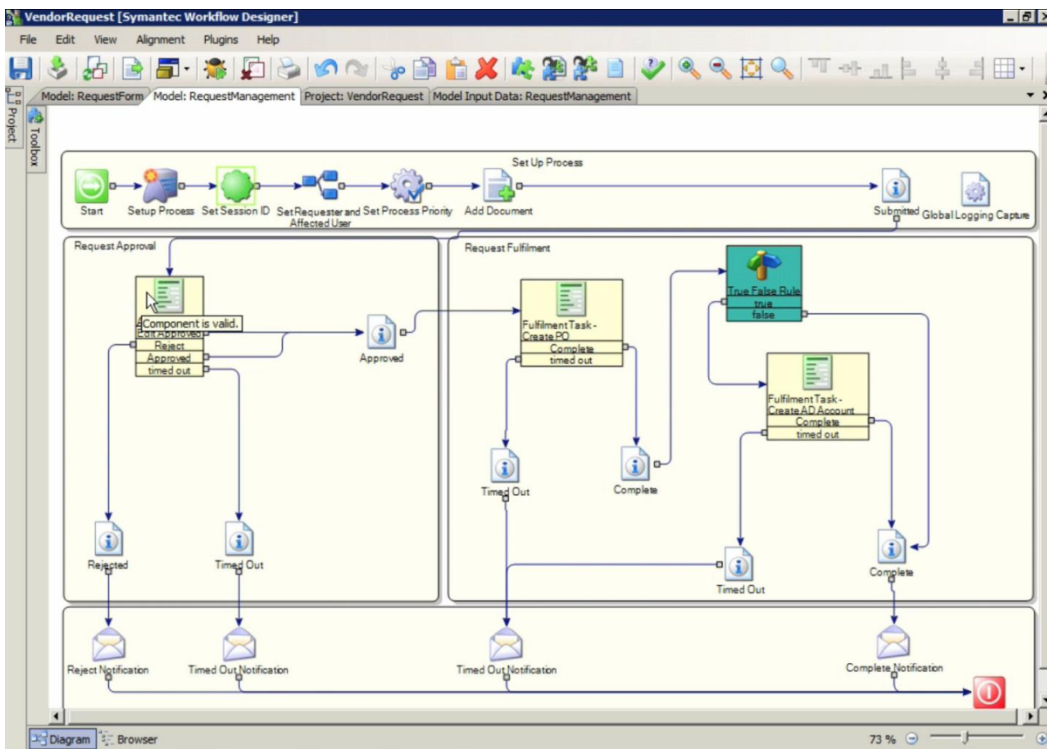 VendorRequest [Symantec Workflow Designer]
File Edit View Alignment Plugins Help
Model: RequestForm Model: RequestManagement Project: VendorRequest Model Input Data: RequestManagement
Project
Toolbox
Set Up Process
Start
Setup Process
Set Session ID
Set Requester and
Affected User
Set Process Priority
Add Document
Submitted
Global Logging Capture
Request Approval
Component is valid.
Edit Approved
Reject
Approved
timed out
Approved
Rejected
Timed Out
Request Fulfilment
Fulfilment Task -
Create PO
Complete
timed out
Timed Out
Complete
True False Rule
true
false
Fulfilment Task -
Create AD Account
Complete
timed out
Timed Out
Complete
Reject Notification
Timed Out Notification
Timed Out Notification
Complete Notification
Diagram Browser
73 %